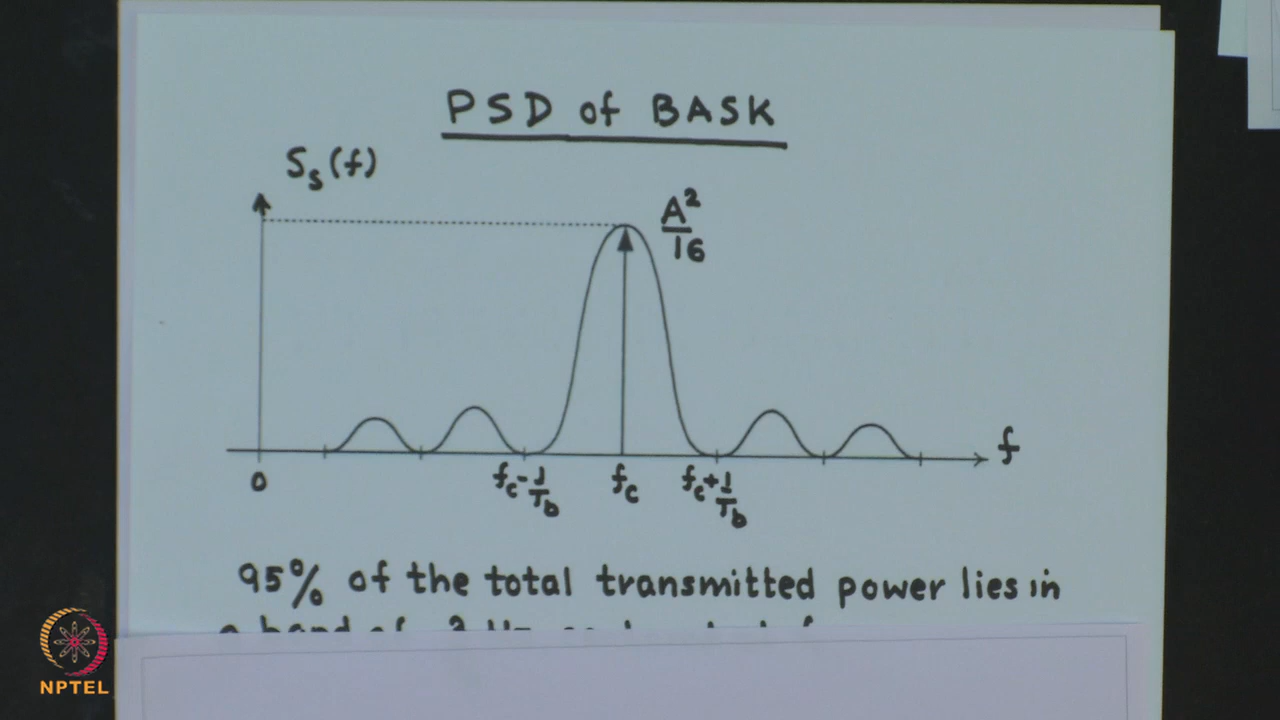 PSD of BASK
S_s(f)
A²/16
f
0
f_c - 1/T_b
f_c
f_c + 1/T_b
95% of the total transmitted power lies in
NPTEL